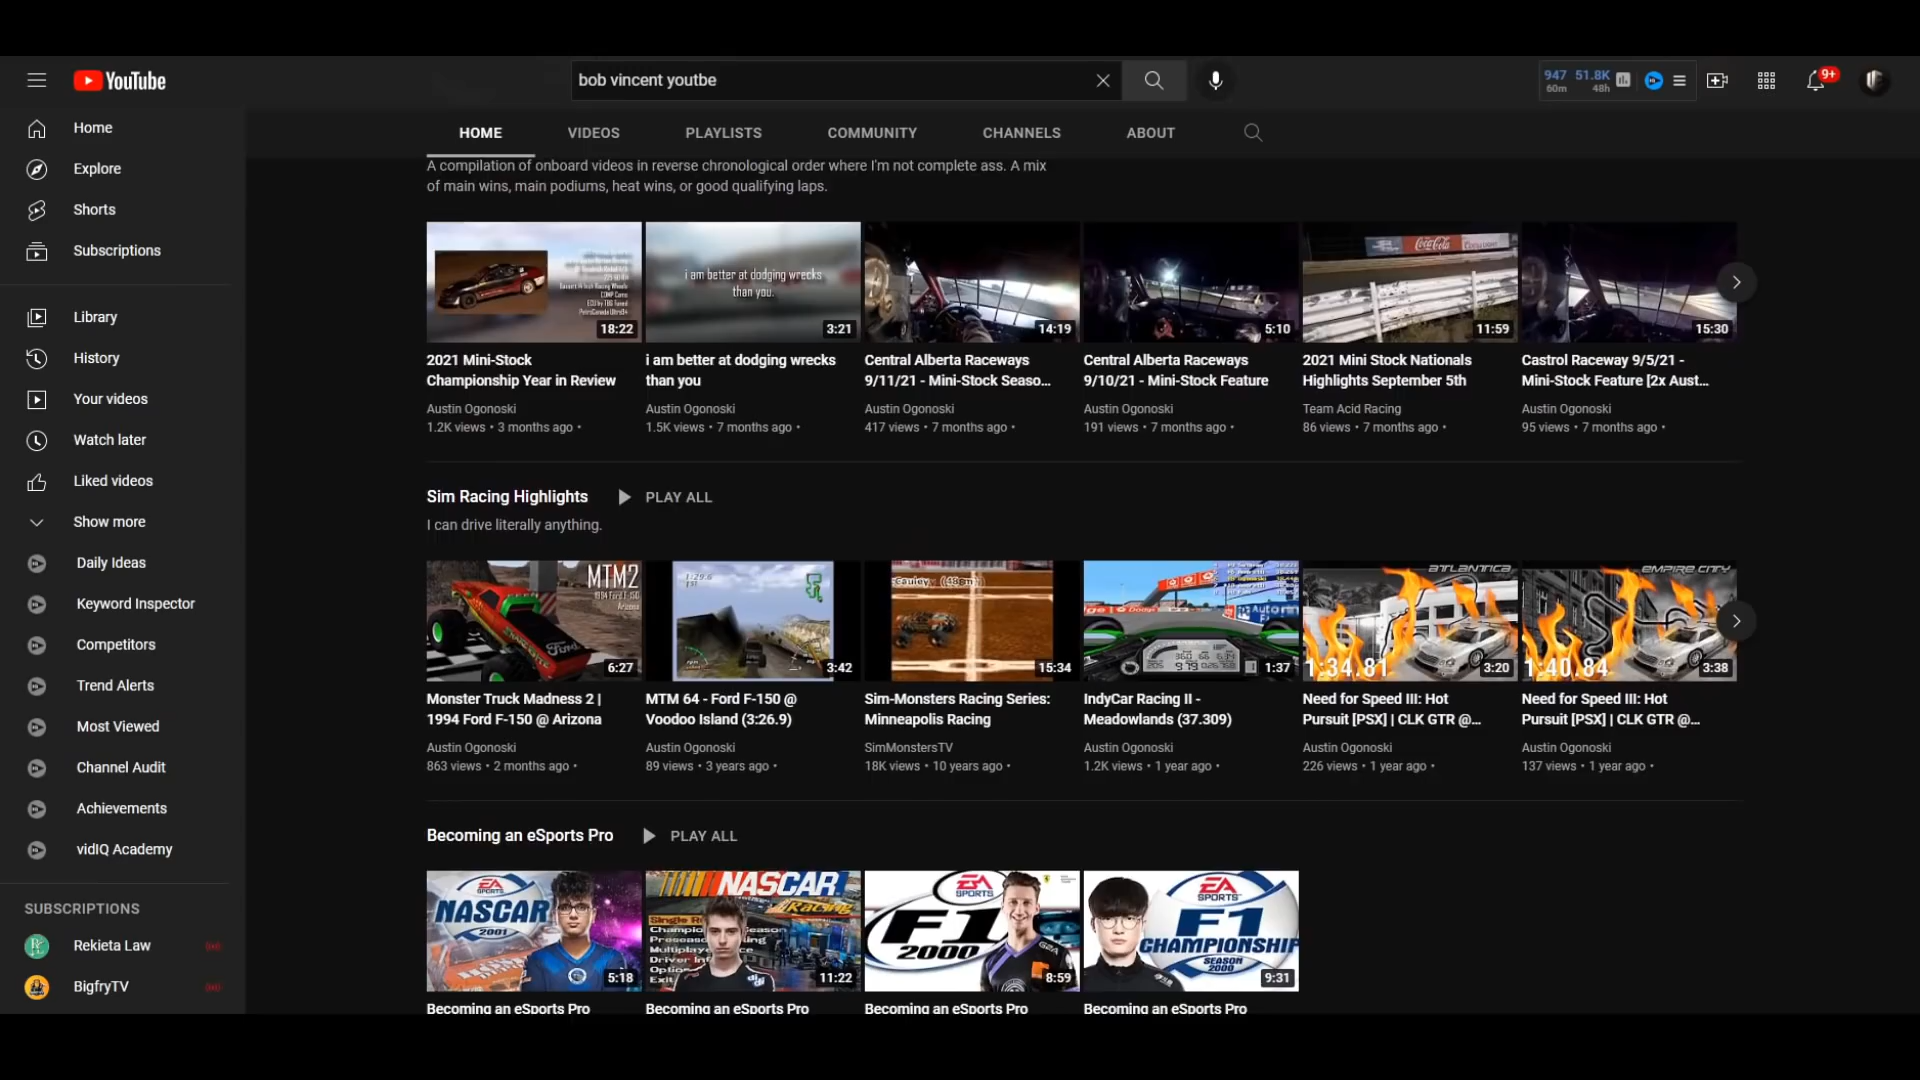 YouTube
bob vincent youtbe
947 51.8K
60m 48h
9+
Home
Explore
Shorts
Subscriptions
Library
History
Your videos
Watch later
Liked videos
Show more
Daily Ideas
Keyword Inspector
Competitors
Trend Alerts
Most Viewed
Channel Audit
Achievements
vidIQ Academy
SUBSCRIPTIONS
Rekieta Law
BigfryTV
HOME VIDEOS PLAYLISTS COMMUNITY CHANNELS ABOUT
A compilation of onboard videos in reverse chronological order where I'm not complete ass. A mix
of main wins, main podiums, heat wins, or good qualifying laps.
18:22
2021 Mini-Stock
Championship Year in Review
Austin Ogonoski
1.2K views • 3 months ago •
i am better at dodging wrecks
than you.
3:21
i am better at dodging wrecks
than you
Austin Ogonoski
1.5K views • 7 months ago •
14:19
Central Alberta Raceways
9/11/21 - Mini-Stock Seaso...
Austin Ogonoski
417 views • 7 months ago •
5:10
Central Alberta Raceways
9/10/21 - Mini-Stock Feature
Austin Ogonoski
191 views • 7 months ago •
Coca-Cola
11:59
2021 Mini Stock Nationals
Highlights September 5th
Team Acid Racing
86 views • 7 months ago •
15:30
Castrol Raceway 9/5/21 -
Mini-Stock Feature [2x Aust...
Austin Ogonoski
95 views • 7 months ago •
Sim Racing Highlights PLAY ALL
I can drive literally anything.
MTM2
1994 Ford F-150
Arizona
Ford
6:27
Monster Truck Madness 2 |
1994 Ford F-150 @ Arizona
Austin Ogonoski
863 views • 2 months ago •
3:42
MTM 64 - Ford F-150 @
Voodoo Island (3:26.9)
Austin Ogonoski
89 views • 3 years ago •
15:34
Sim-Monsters Racing Series:
Minneapolis Racing
SimMonstersTV
18K views • 10 years ago •
1:37
IndyCar Racing II -
Meadowlands (37.309)
Austin Ogonoski
1.2K views • 1 year ago •
ATLANTICA
1:34.81
3:20
Need for Speed III: Hot
Pursuit [PSX] | CLK GTR @...
Austin Ogonoski
226 views • 1 year ago •
EMPIRE CITY
1:40.84
3:38
Need for Speed III: Hot
Pursuit [PSX] | CLK GTR @...
Austin Ogonoski
137 views • 1 year ago •
Becoming an eSports Pro PLAY ALL
EA
SPORTS
NASCAR
2001
5:18
Becoming an eSports Pro
NASCAR
Racing
11:22
Becoming an eSports Pro
EA
SPORTS
F1
2000
8:59
Becoming an eSports Pro
EA
SPORTS
F1
CHAMPIONSHIP
SEASON
2000
9:31
Becoming an eSports Pro